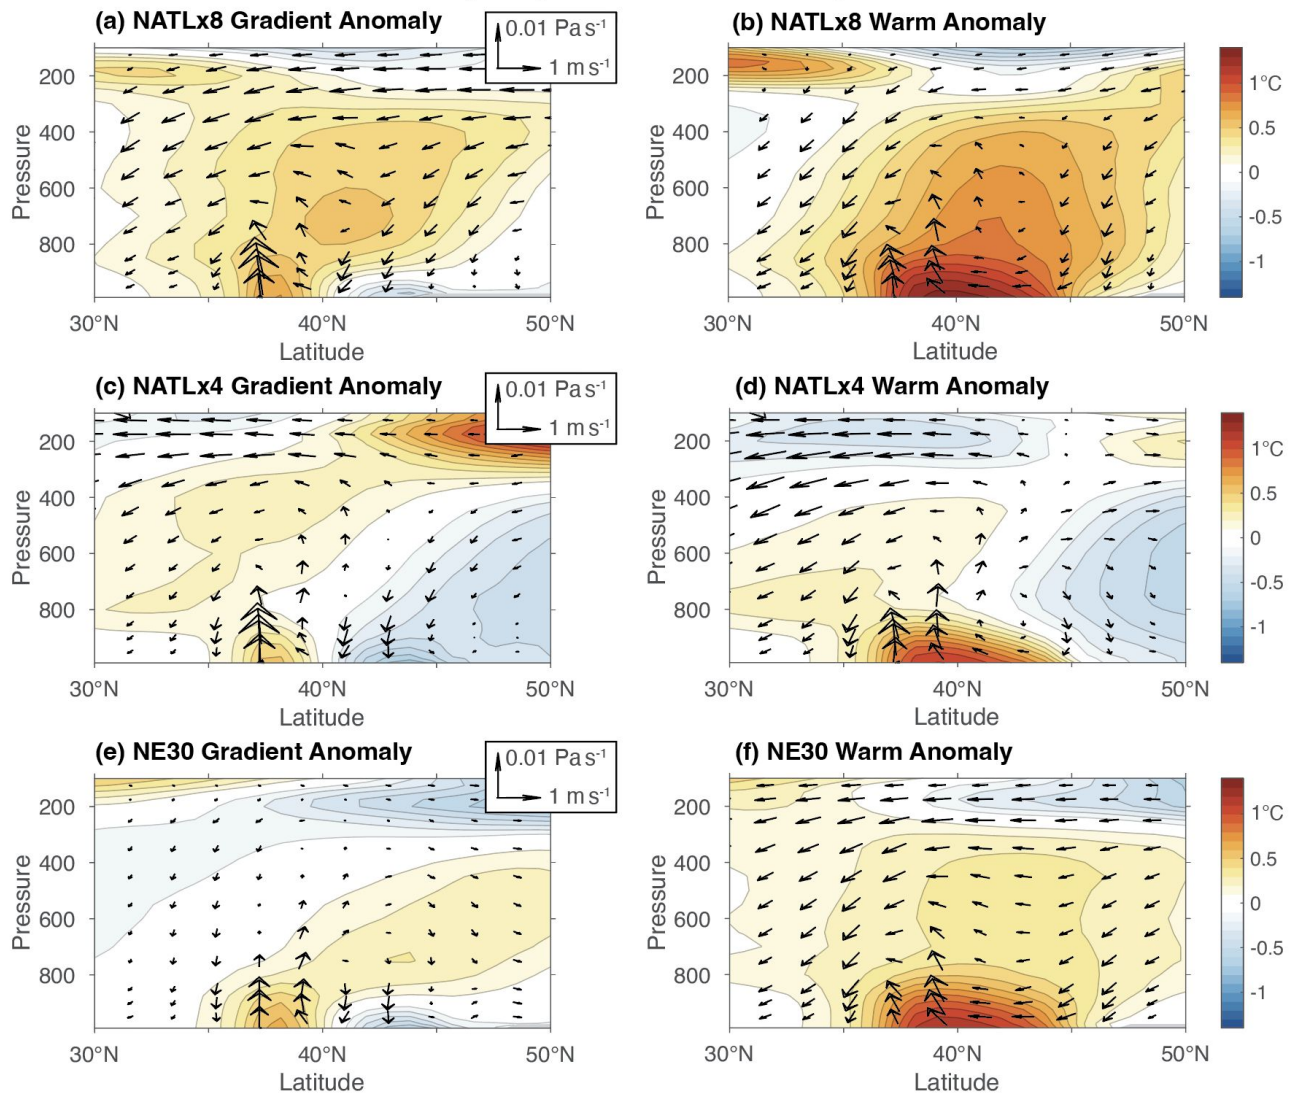 (a) NATLx8 Gradient Anomaly
0.01 Pa s-1
1 m s-1
(b) NATLx8 Warm Anomaly
200
400
600
800
Pressure
30°N 40°N 50°N
Latitude
200
400
600
800
Pressure
30°N 40°N 50°N
Latitude
1°C
0.5
0
-0.5
-1
(c) NATLx4 Gradient Anomaly
0.01 Pa s-1
1 m s-1
(d) NATLx4 Warm Anomaly
200
400
600
800
Pressure
30°N 40°N 50°N
Latitude
200
400
600
800
Pressure
30°N 40°N 50°N
Latitude
1°C
0.5
0
-0.5
-1
(e) NE30 Gradient Anomaly
0.01 Pa s-1
1 m s-1
(f) NE30 Warm Anomaly
200
400
600
800
Pressure
30°N 40°N 50°N
Latitude
200
400
600
800
Pressure
30°N 40°N 50°N
Latitude
1°C
0.5
0
-0.5
-1